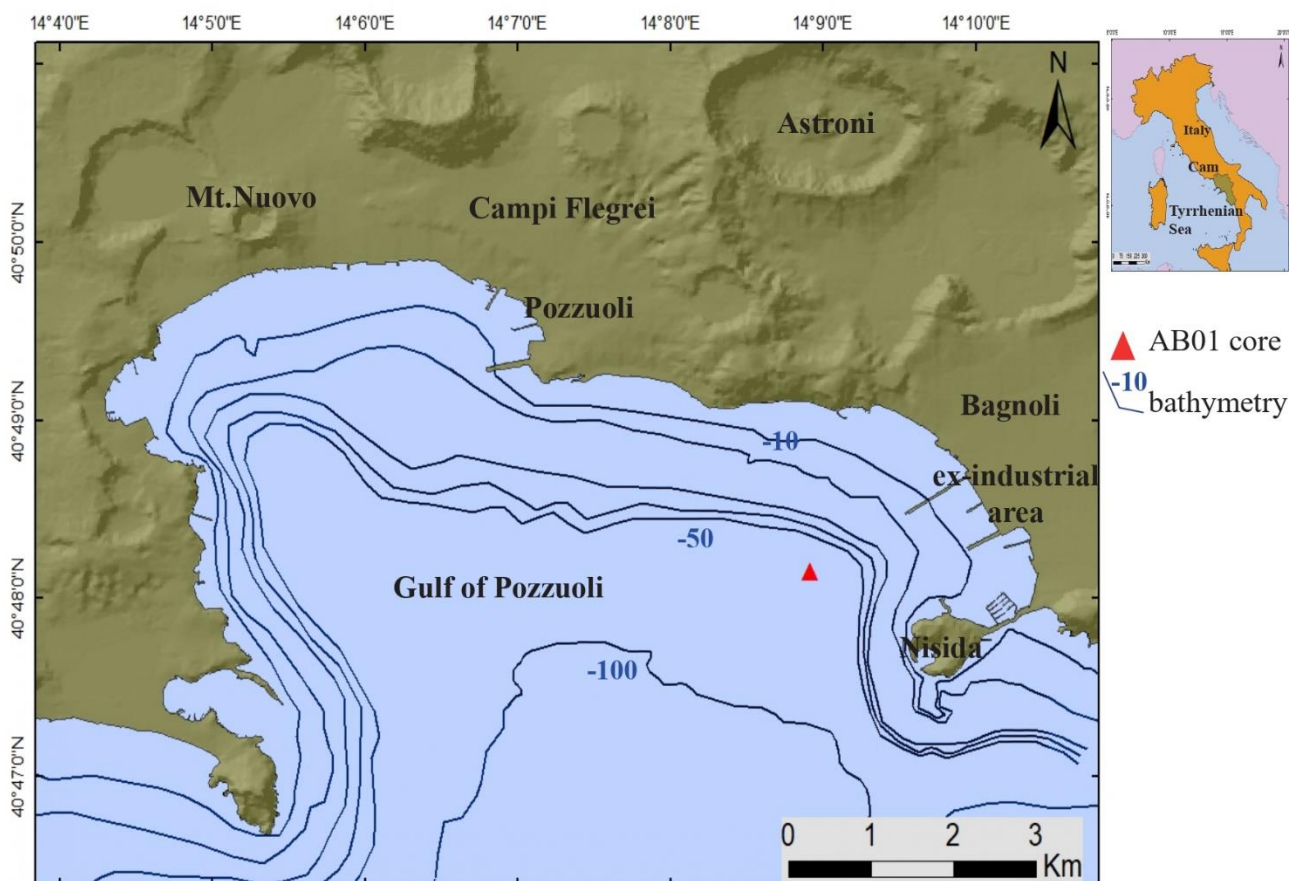 14°4'0"E 14°5'0"E 14°6'0"E 14°7'0"E 14°8'0"E 14°9'0"E 14°10'0"E
N
Astroni
Mt.Nuovo
Campi Flegrei
40°50'0"N
Pozzuoli
40°49'0"N
Bagnoli
-10
ex-industrial
area
-50
40°48'0"N
Gulf of Pozzuoli
Nisida
-100
40°47'0"N
0 1 2 3
Km
N
Italy
Cam
Tyrrhenian
Sea
AB01 core
-10
bathymetry